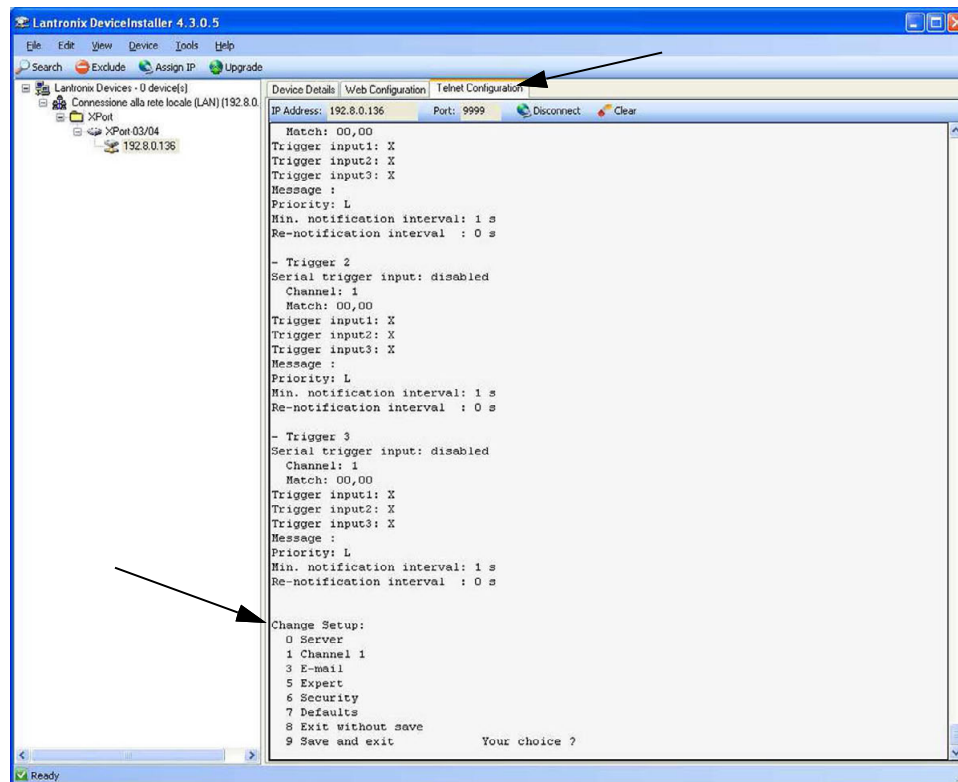 Lantronix DeviceInstaller 4.3.0.5
File Edit View Device Tools Help
Search Exclude Assign IP Upgrade
Lantronix Devices - 0 device(s)
Connessione alla rete locale (LAN) (192.8.0.
XPort
XPort-03/04
192.8.0.136
Device Details Web Configuration Telnet Configuration
IP Address: 192.8.0.136 Port: 9999 Disconnect Clear
Match: 00,00
Trigger input1: X
Trigger input2: X
Trigger input3: X
Message :
Priority: L
Min. notification interval: 1 s
Re-notification interval : 0 s
- Trigger 2
Serial trigger input: disabled
Channel: 1
Match: 00,00
Trigger input1: X
Trigger input2: X
Trigger input3: X
Message :
Priority: L
Min. notification interval: 1 s
Re-notification interval : 0 s
- Trigger 3
Serial trigger input: disabled
Channel: 1
Match: 00,00
Trigger input1: X
Trigger input2: X
Trigger input3: X
Message :
Priority: L
Min. notification interval: 1 s
Re-notification interval : 0 s
Change Setup:
0 Server
1 Channel 1
3 E-mail
5 Expert
6 Security
7 Defaults
8 Exit without save
9 Save and exit Your choice ?
Ready